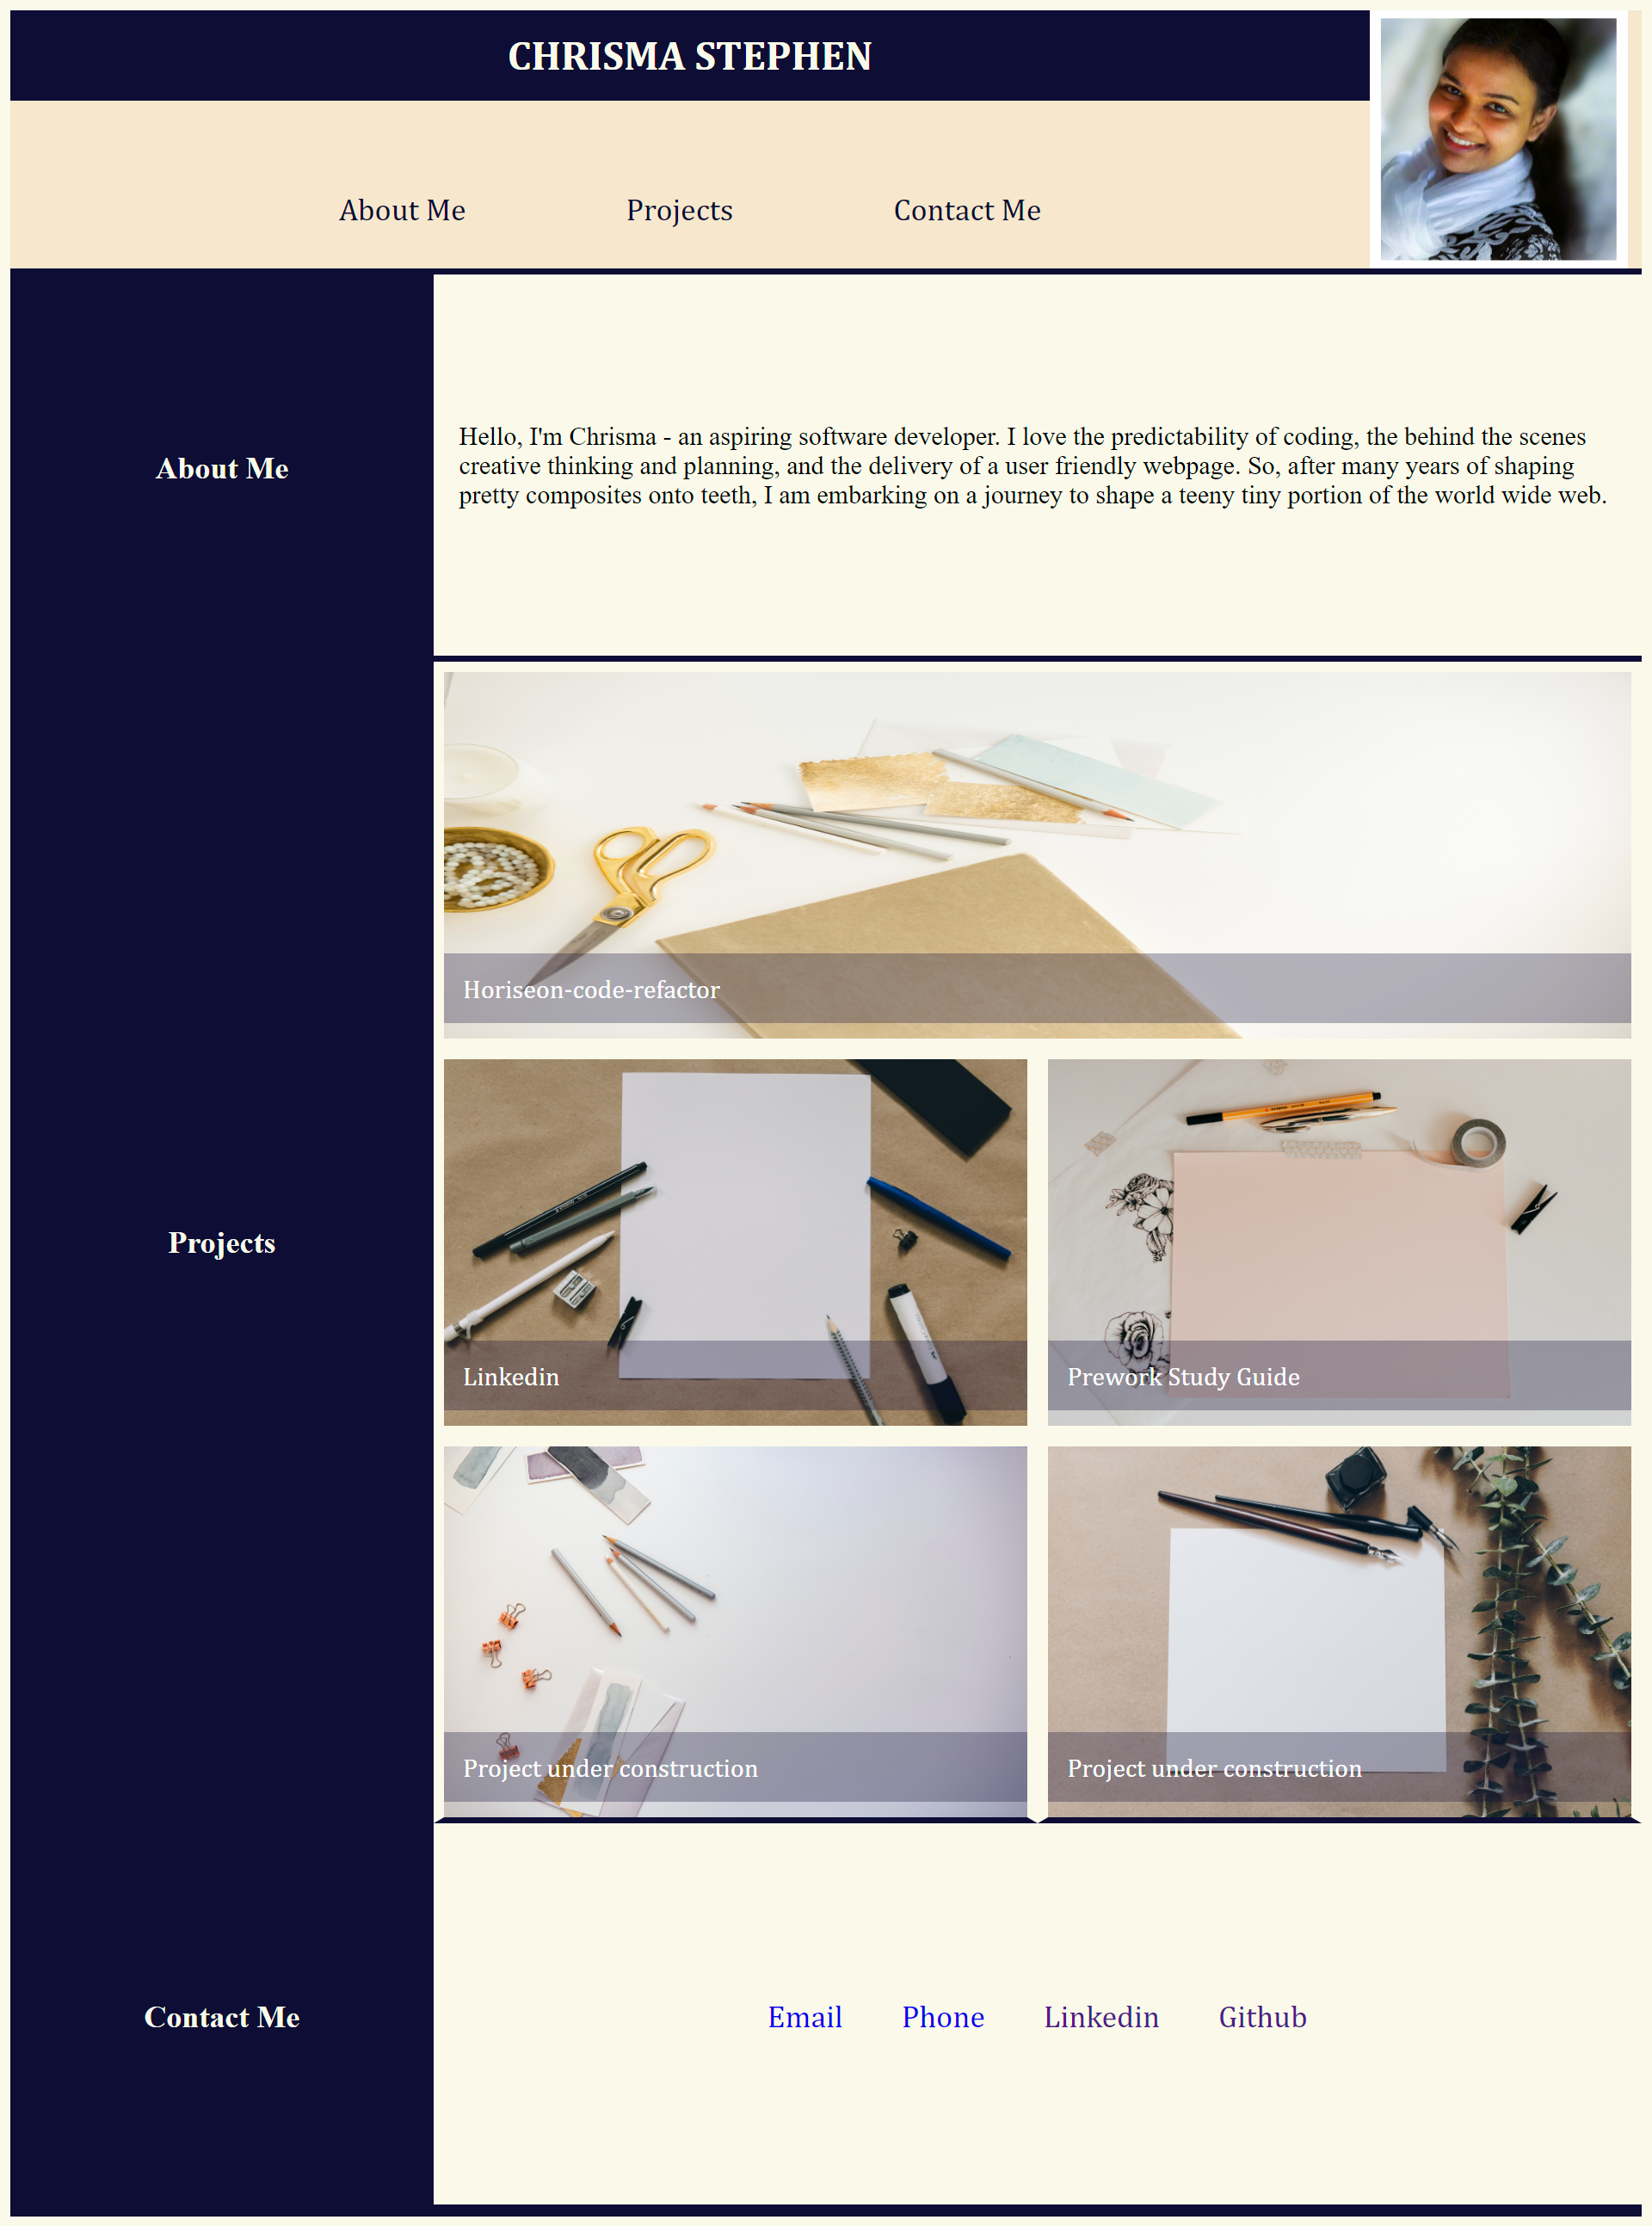 CHRISMA STEPHEN
About Me Projects Contact Me
About Me
Hello, I'm Chrisma - an aspiring software developer. I love the predictability of coding, the behind the scenes
creative thinking and planning, and the delivery of a user friendly webpage. So, after many years of shaping
pretty composites onto teeth, I am embarking on a journey to shape a teeny tiny portion of the world wide web.
Projects
Horiseon-code-refactor
Linkedin
Prework Study Guide
Project under construction
Project under construction
Contact Me
Email Phone Linkedin Github